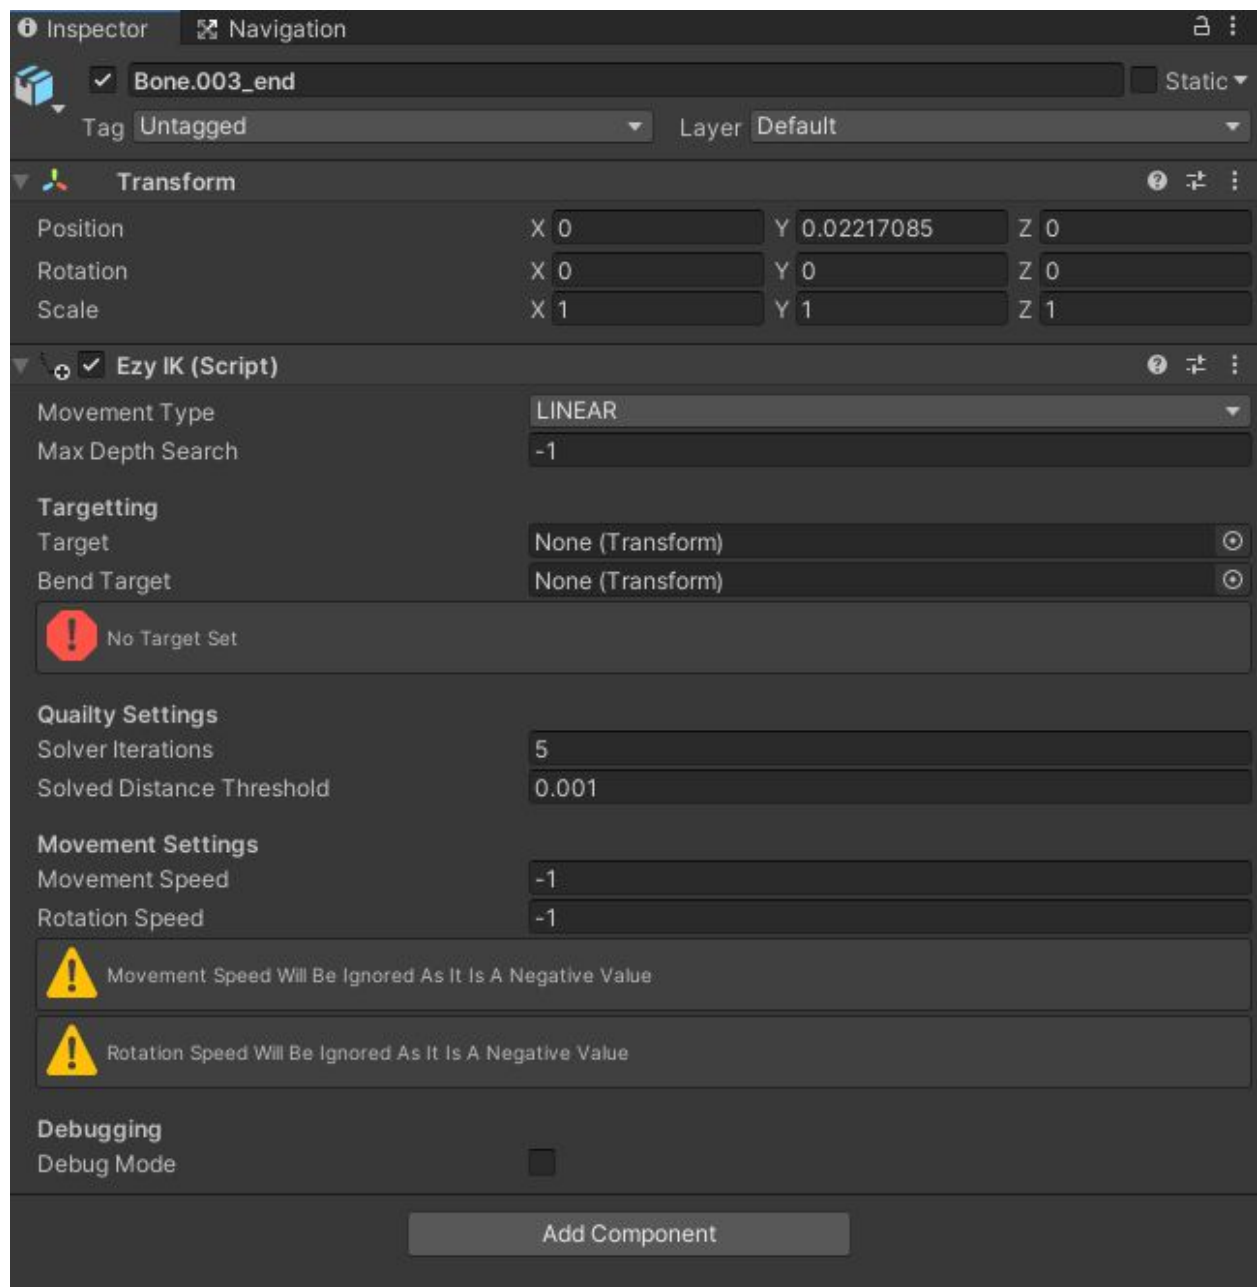 Inspector Navigation
Bone.003_end Static
Tag Untagged Layer Default
Transform
Position X 0 Y 0.02217085 Z 0
Rotation X 0 Y 0 Z 0
Scale X 1 Y 1 Z 1
Ezy IK (Script)
Movement Type LINEAR
Max Depth Search -1
Targetting
Target None (Transform)
Bend Target None (Transform)
No Target Set
Quailty Settings
Solver Iterations 5
Solved Distance Threshold 0.001
Movement Settings
Movement Speed -1
Rotation Speed -1
Movement Speed Will Be Ignored As It Is A Negative Value
Rotation Speed Will Be Ignored As It Is A Negative Value
Debugging
Debug Mode
Add Component